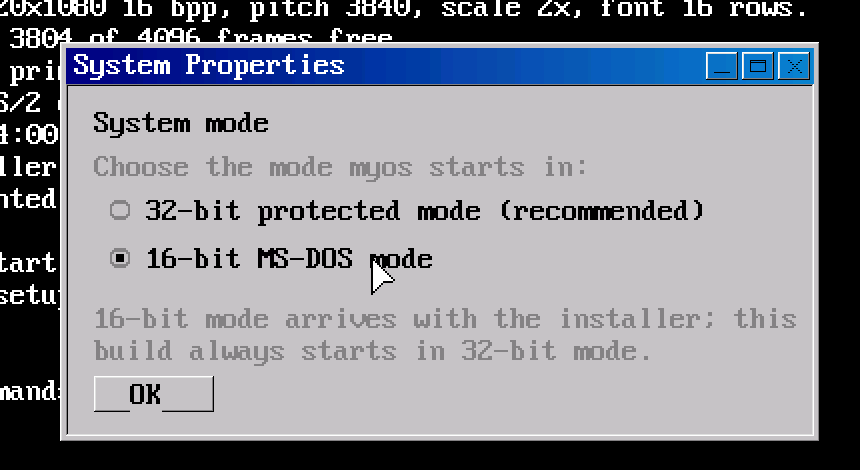 20x1080 16 bpp, pitch 3840, scale 2x, font 16 rows.
3804 of 4096 frames free
System Properties
System mode
Choose the mode myos starts in:
32-bit protected mode (recommended)
16-bit MS-DOS mode
16-bit mode arrives with the installer; this
build always starts in 32-bit mode.
OK